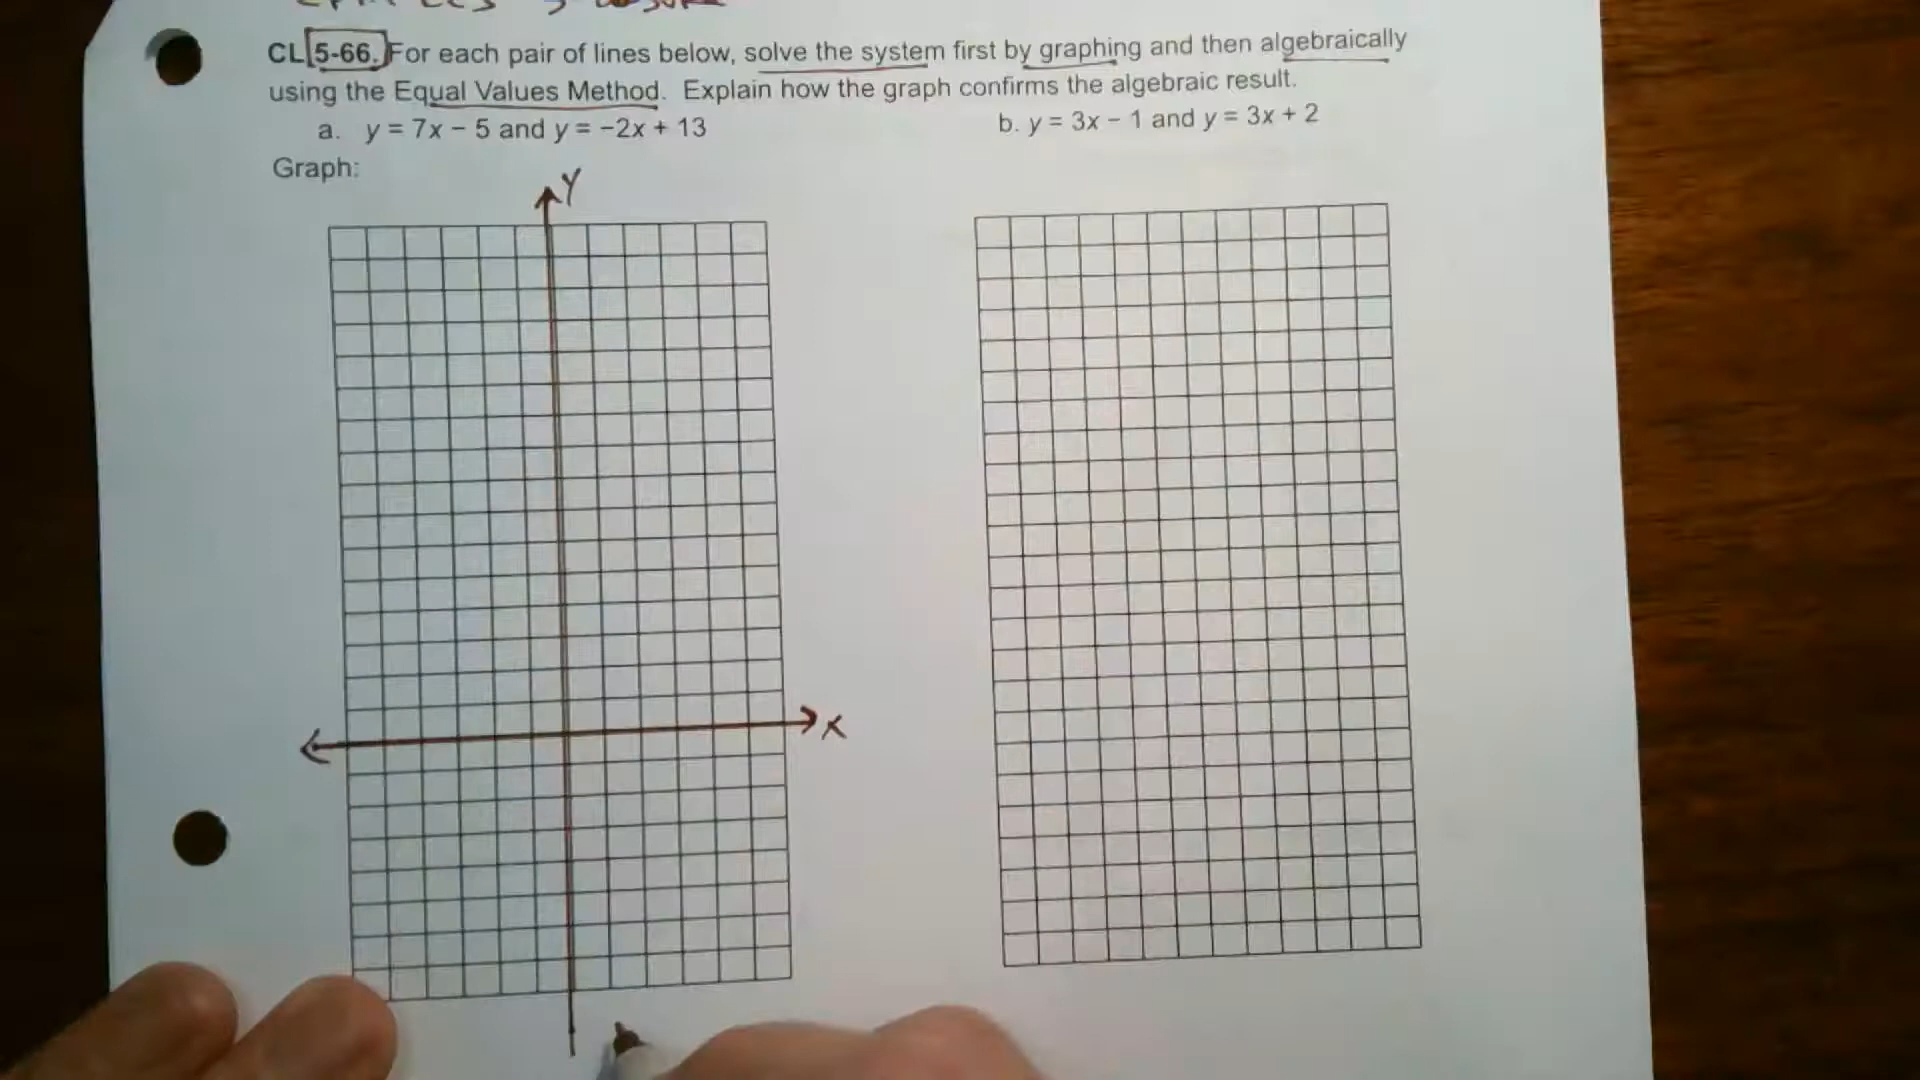 CL 5-66. For each pair of lines below, solve the system first by graphing and then algebraically
using the Equal Values Method. Explain how the graph confirms the algebraic result.
a. y = 7x − 5 and y = −2x + 13
b. y = 3x − 1 and y = 3x + 2
Graph:
Y
X